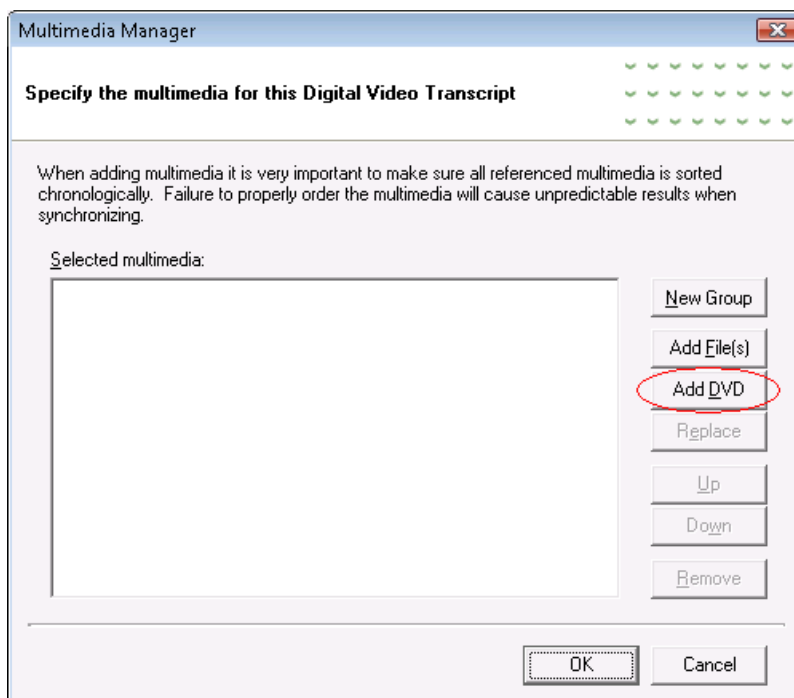 Multimedia Manager
Specify the multimedia for this Digital Video Transcript
When adding multimedia it is very important to make sure all referenced multimedia is sorted
chronologically.  Failure to properly order the multimedia will cause unpredictable results when
synchronizing.
Selected multimedia:
New Group
Add File(s)
Add DVD
Replace
Up
Down
Remove
OK
Cancel